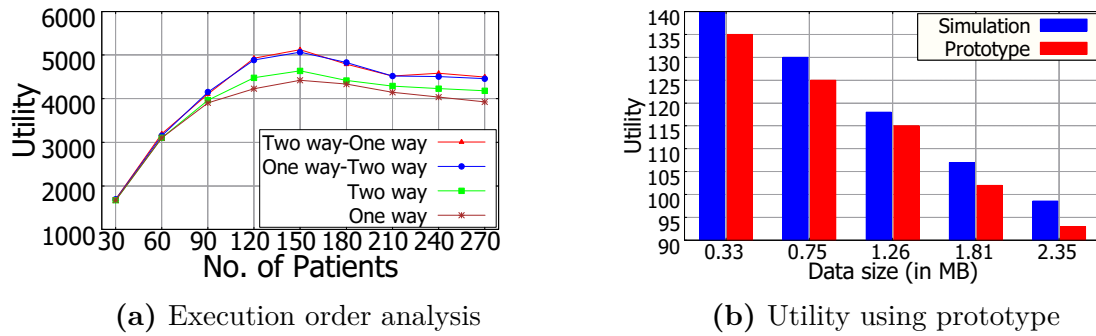 6000
5000
4000
3000
2000
1000
Utility
Two way-One way
One way-Two way
Two way
One way
30 60 90 120 150 180 210 240 270
No. of Patients
(a) Execution order analysis
140
135
130
125
120
115
110
105
100
95
90
Utility
Simulation
Prototype
0.33 0.75 1.26 1.81 2.35
Data size (in MB)
(b) Utility using prototype